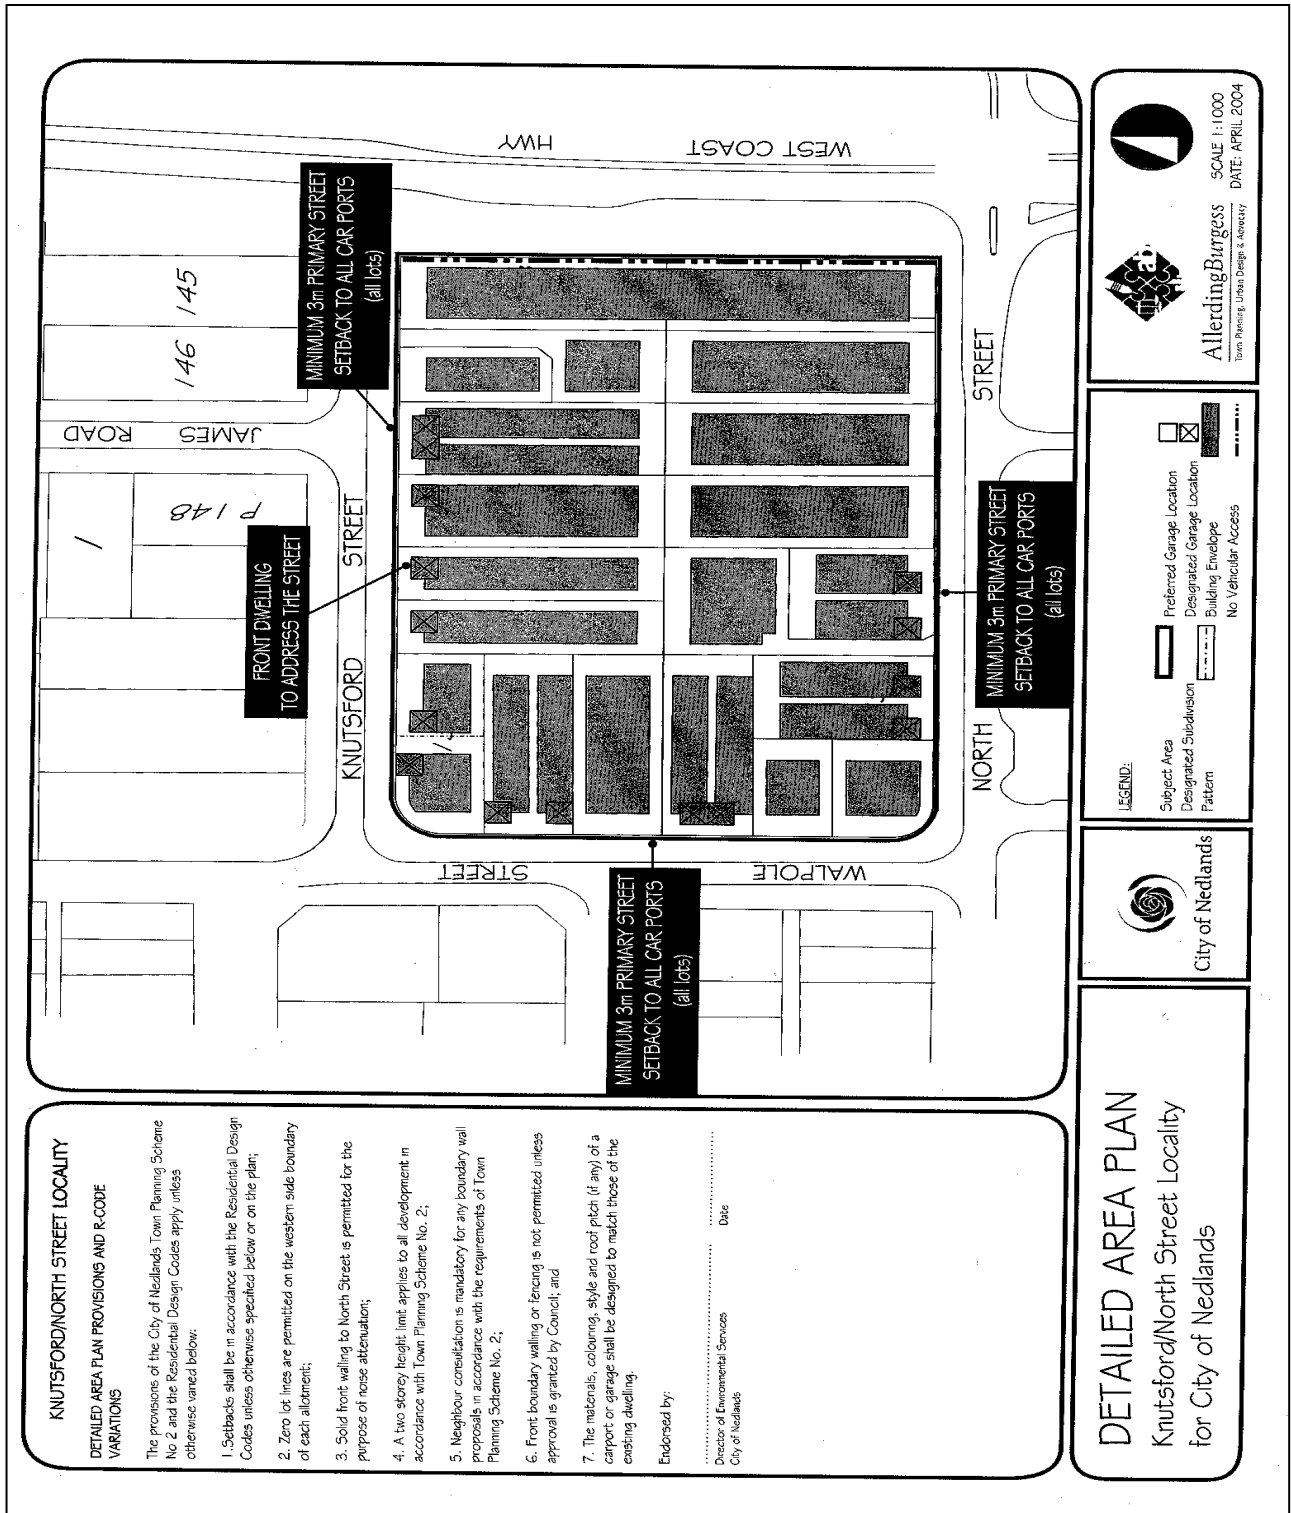 KNUTSFORD/NORTH STREET LOCALITY
DETAILED AREA PLAN PROVISIONS AND R-CODE
VARIATIONS
The provisions of the City of Nedlands Town Planning Scheme
No 2 and the Residential Design Codes apply unless
otherwise varied below:
1.Setbacks shall be in accordance with the Residential Design
Codes unless otherwise specified below or on the plan;
2. Zero lot lines are permitted on the western side boundary
of each allotment;
3. Solid front walling to North Street is permitted for the
purpose of noise attenuation;
4. A two storey height limit applies to all development in
accordance with Town Planning Scheme No. 2;
5. Neighbour consultation is mandatory for any boundary wall
proposals in accordance with the requirements of Town
Planning Scheme No. 2;
6. Front boundary walling or fencing is not permitted unless
approval is granted by Council; and
7. The materials, colouring, style and roof pitch (if any) of a
carport or garage shall be designed to match those of the
existing dwelling.
Endorsed by:
Director of Environmental Services
City of Nedlands
Date
WEST COAST HWY
JAMES ROAD
KNUTSFORD STREET
NORTH STREET
WALPOLE STREET
145
146
1
P 148
MINIMUM 3m PRIMARY STREET
SETBACK TO ALL CAR PORTS
(all lots)
FRONT DWELLING
TO ADDRESS THE STREET
MINIMUM 3m PRIMARY STREET
SETBACK TO ALL CAR PORTS
(all lots)
MINIMUM 3m PRIMARY STREET
SETBACK TO ALL CAR PORTS
(all lots)
DETAILED AREA PLAN
Knutsford/North Street Locality
for City of Nedlands
City of Nedlands
LEGEND:
Subject Area
Designated Subdivision
Pattern
Preferred Garage Location
Designated Garage Location
Building Envelope
No Vehicular Access
ab
AllerdingBurgess
Town Planning, Urban Design & Advocacy
SCALE 1:1000
DATE: APRIL 2004